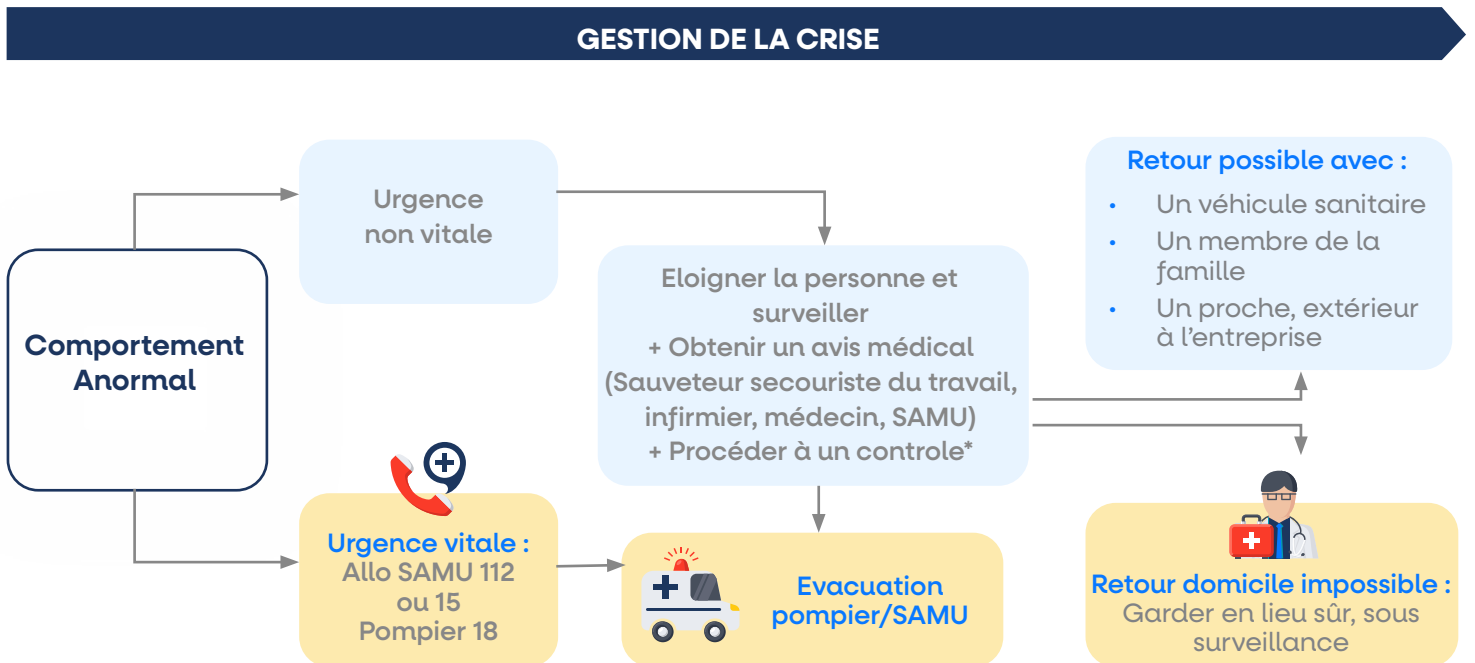 GESTION DE LA CRISE
Comportement
Anormal
Urgence
non vitale
Urgence vitale :
Allo SAMU 112
ou 15
Pompier 18
Eloigner la personne et
surveiller
+ Obtenir un avis médical
(Sauveteur secouriste du travail,
infirmier, médecin, SAMU)
+ Procéder à un controle*
Evacuation
pompier/SAMU
Retour possible avec :
• Un véhicule sanitaire
• Un membre de la
famille
• Un proche, extérieur
à l'entreprise
Retour domicile impossible :
Garder en lieu sûr, sous
surveillance